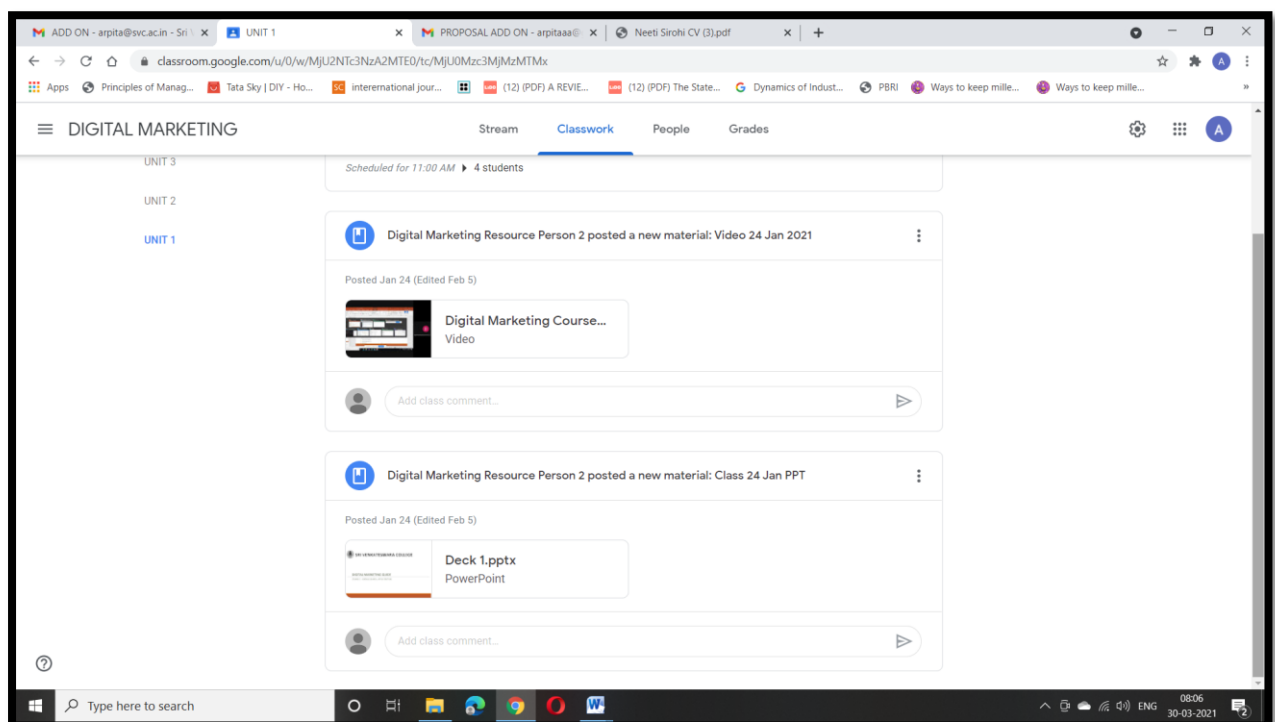 ADD ON - arpita@svc.ac.in - Sri
UNIT 1
PROPOSAL ADD ON - arpitaaa@
Neeti Sirohi CV (3).pdf
classroom.google.com/u/0/w/MjU2NTc3NzA2MTE0/tc/MjU0Mzc3MjMzMTMx
A
Apps
Principles of Manag...
Tata Sky | DIY - Ho...
SC interernational jour...
(12) (PDF) A REVIE...
(12) (PDF) The State...
G Dynamics of Indust...
PBRI
Ways to keep mille...
Ways to keep mille...
DIGITAL MARKETING
Stream
Classwork
People
Grades
A
UNIT 3
UNIT 2
UNIT 1
Scheduled for 11:00 AM 4 students
Digital Marketing Resource Person 2 posted a new material: Video 24 Jan 2021
Posted Jan 24 (Edited Feb 5)
Digital Marketing Course...
Video
Add class comment...
Digital Marketing Resource Person 2 posted a new material: Class 24 Jan PPT
Posted Jan 24 (Edited Feb 5)
SRI VENKATESWARA COLLEGE
Deck 1.pptx
PowerPoint
Add class comment...
Type here to search
W
ENG
08:06
30-03-2021
2